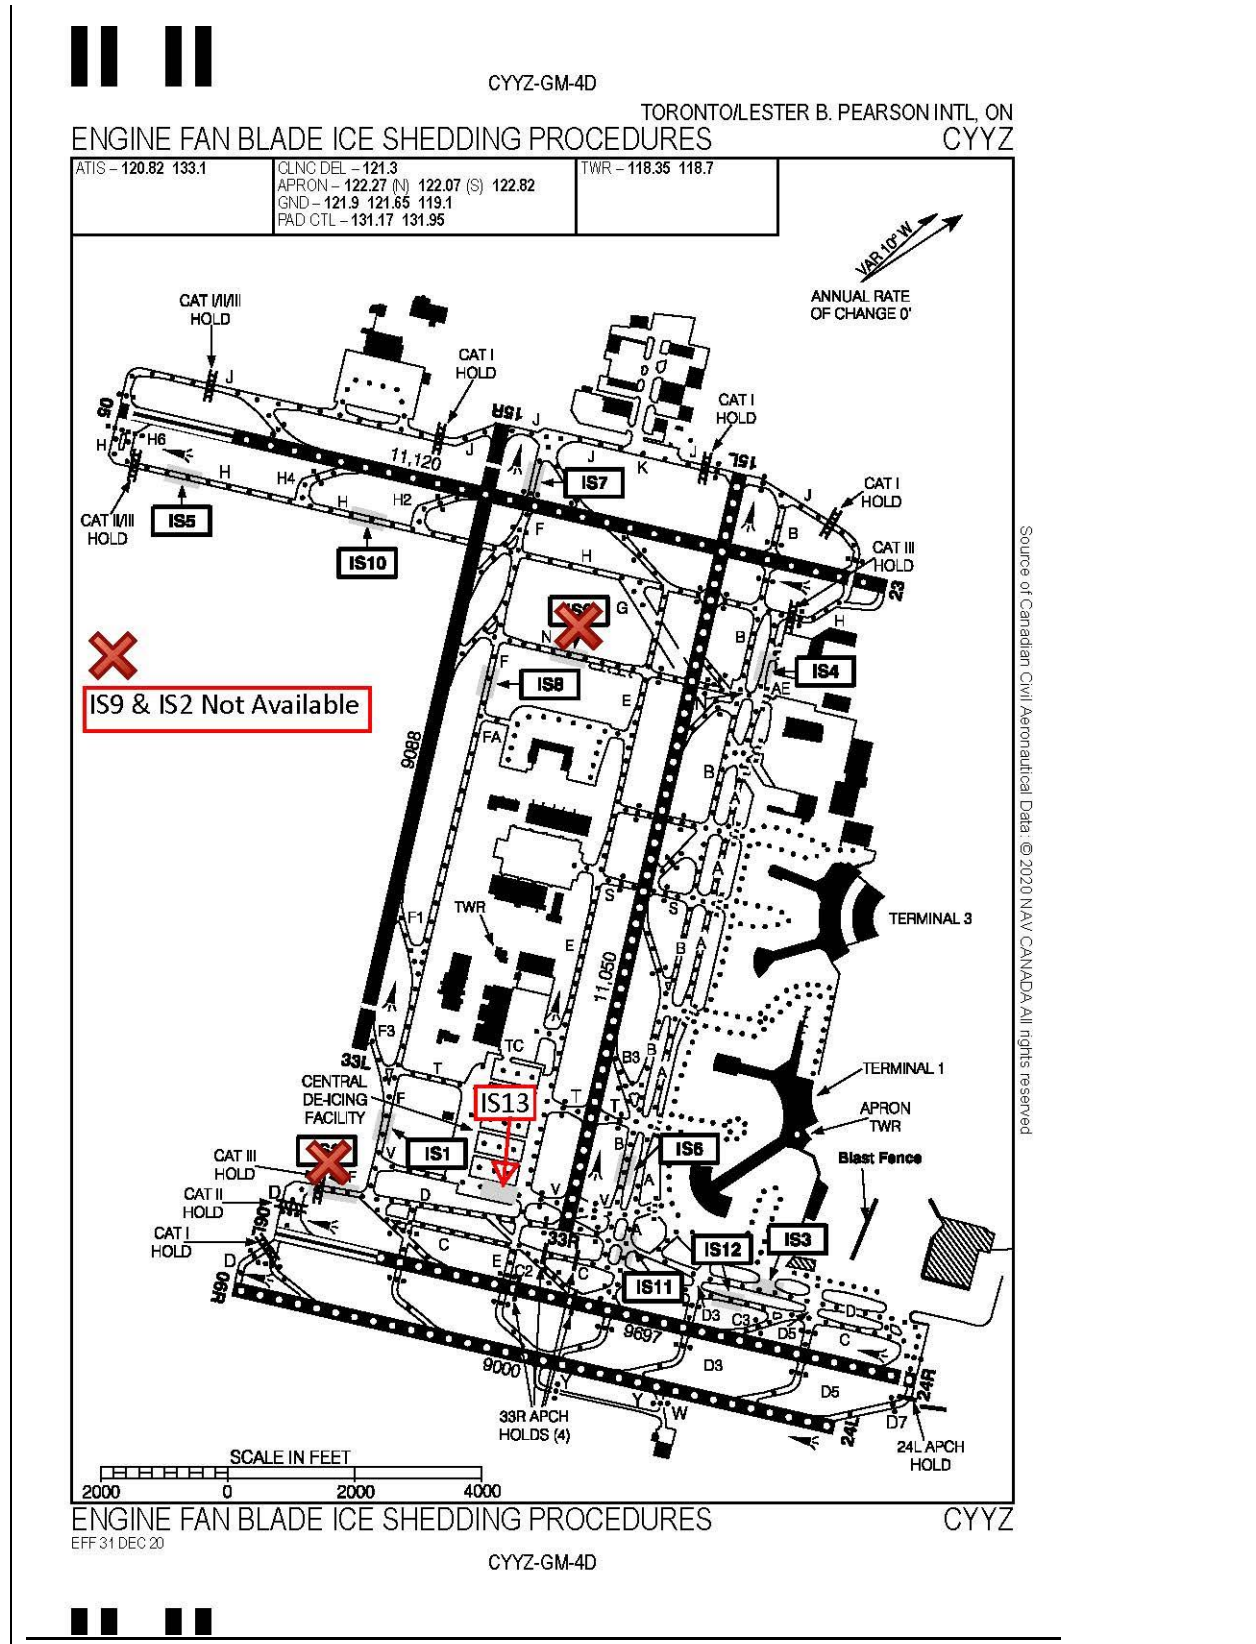 CYYZ-GM-4D
TORONTO/LESTER B. PEARSON INTL, ON
ENGINE FAN BLADE ICE SHEDDING PROCEDURES
CYYZ
ATIS – 120.82 133.1
CLNC DEL – 121.3
APRON – 122.27 (N) 122.07 (S) 122.82
GND – 121.9 121.65 119.1
PAD CTL – 131.17 131.95
TWR – 118.35 118.7
VAR 10° W
ANNUAL RATE
OF CHANGE 0'
CAT I/II/III
HOLD
J
CAT I
HOLD
05
15R
J
J
11,120
CAT I
HOLD
J
K
J
15L
IS7
H
H6
H
H4
H
H2
J
CAT I
HOLD
CAT II/III
HOLD
IS5
IS10
F
B
CAT III
HOLD
23
H
G
N
H
B
IS9 & IS2 Not Available
F
IS8
E
N
IS4
AE
FA
9088
B
A
A
S
S
TWR
F1
E
B
A
TERMINAL 3
11,050
F3
33L
TC
B3
B
A
T
T
T
TERMINAL 1
APRON
TWR
CENTRAL
DE-ICING
FACILITY
F
IS13
IS1
V
B
IS6
A
Blast Fence
CAT III
HOLD
F
CAT II
HOLD
D
D
V
V
CAT I
HOLD
06L
D
C
33R
A
IS12
IS3
E
C2
C
IS11
06R
D3
C3
D
D5
D
C
9697
9000
D3
D5
24R
Y
Y
W
24L
D7
33R APCH
HOLDS (4)
24L APCH
HOLD
SCALE IN FEET
2000 0 2000 4000
ENGINE FAN BLADE ICE SHEDDING PROCEDURES
CYYZ
EFF 31 DEC 20
CYYZ-GM-4D
Source of Canadian Civil Aeronautical Data: © 2020 NAV CANADA All rights reserved